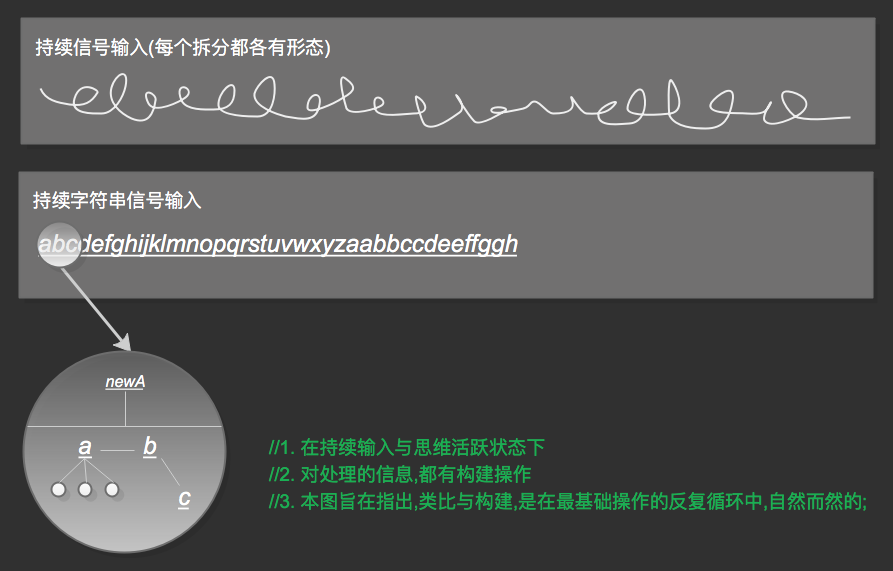 持续信号输入(每个拆分都各有形态)
持续字符串信号输入
abcdefghijklmnopqrstuvwxyzaabbccdeeffggh
newA
a b
c
//1. 在持续输入与思维活跃状态下
//2. 对处理的信息,都有构建操作
//3. 本图旨在指出,类比与构建,是在最基础操作的反复循环中,自然而然的;